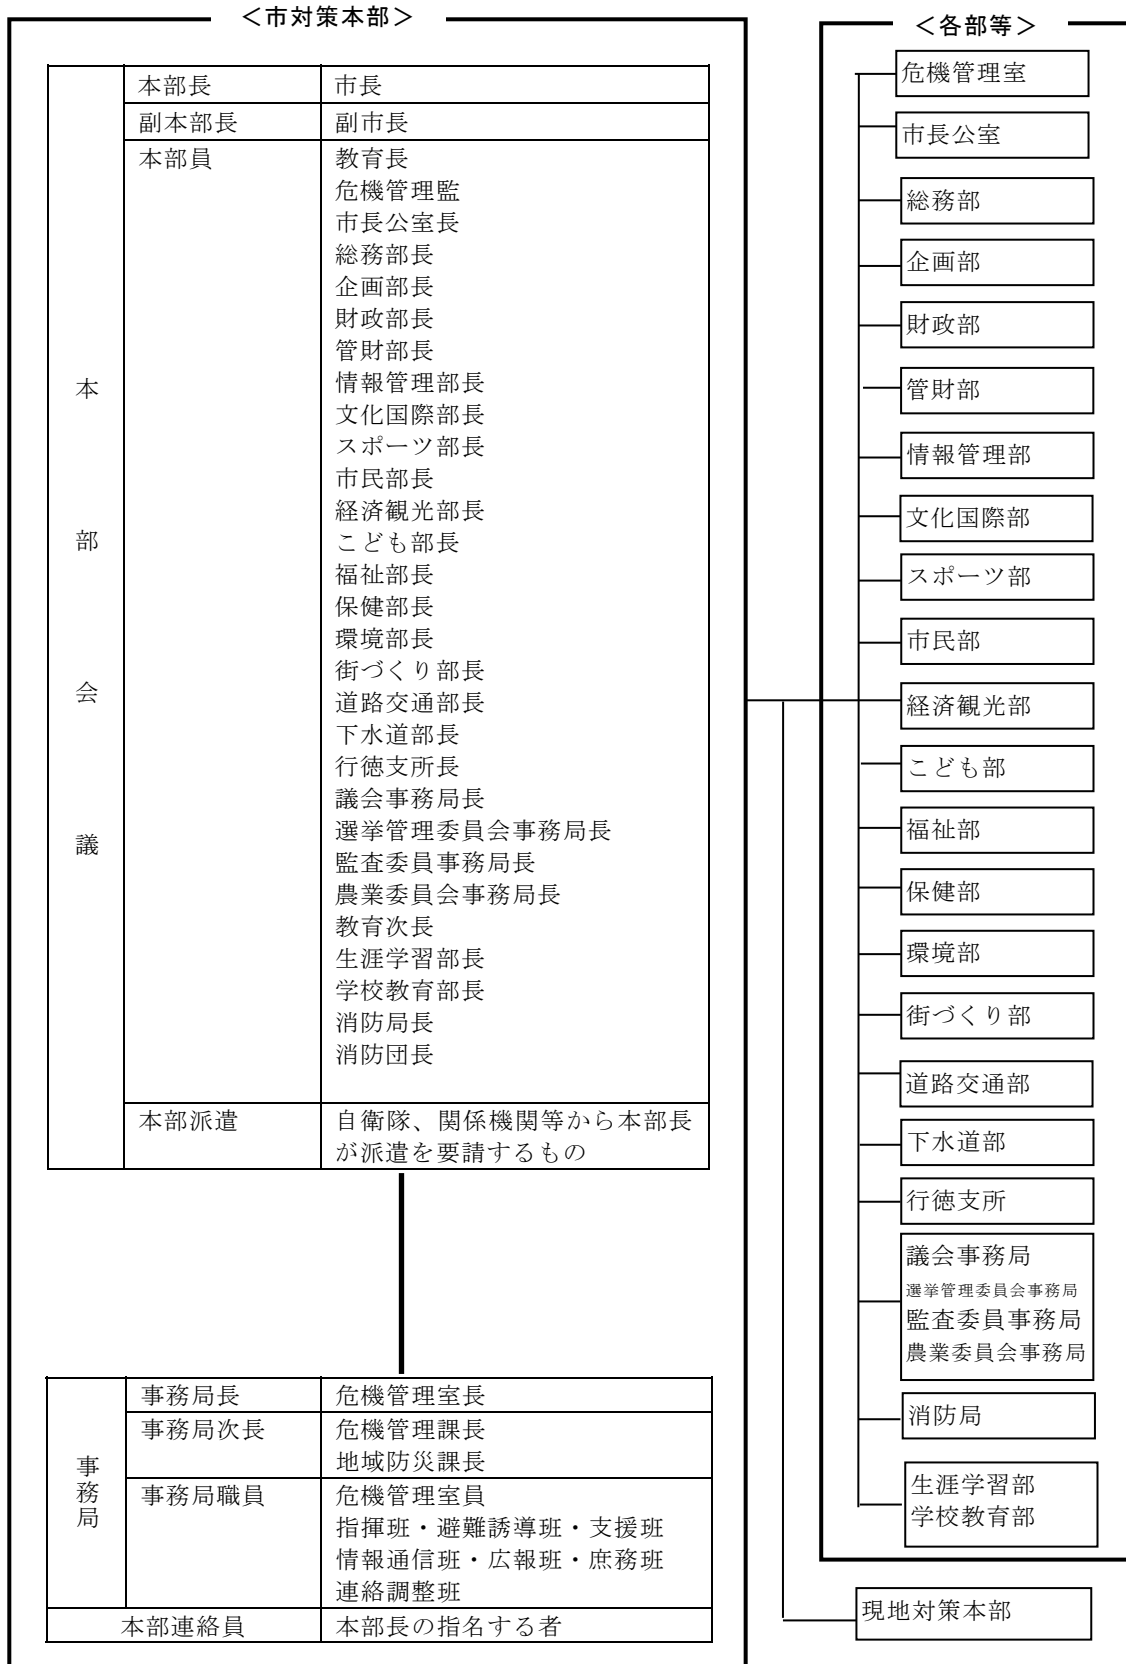 ＜市対策本部＞
本部会議
本部長 市長
副本部長 副市長
本部員 教育長
危機管理監
市長公室長
総務部長
企画部長
財政部長
管財部長
情報管理部長
文化国際部長
スポーツ部長
市民部長
経済観光部長
こども部長
福祉部長
保健部長
環境部長
街づくり部長
道路交通部長
下水道部長
行徳支所長
議会事務局長
選挙管理委員会事務局長
監査委員事務局長
農業委員会事務局長
教育次長
生涯学習部長
学校教育部長
消防局長
消防団長
本部派遣 自衛隊、関係機関等から本部長
が派遣を要請するもの
事務局
事務局長 危機管理室長
事務局次長 危機管理課長
地域防災課長
事務局職員 危機管理室員
指揮班・避難誘導班・支援班
情報通信班・広報班・庶務班
連絡調整班
本部連絡員 本部長の指名する者
＜各部等＞
危機管理室
市長公室
総務部
企画部
財政部
管財部
情報管理部
文化国際部
スポーツ部
市民部
経済観光部
こども部
福祉部
保健部
環境部
街づくり部
道路交通部
下水道部
行徳支所
議会事務局
選挙管理委員会事務局
監査委員事務局
農業委員会事務局
消防局
生涯学習部
学校教育部
現地対策本部